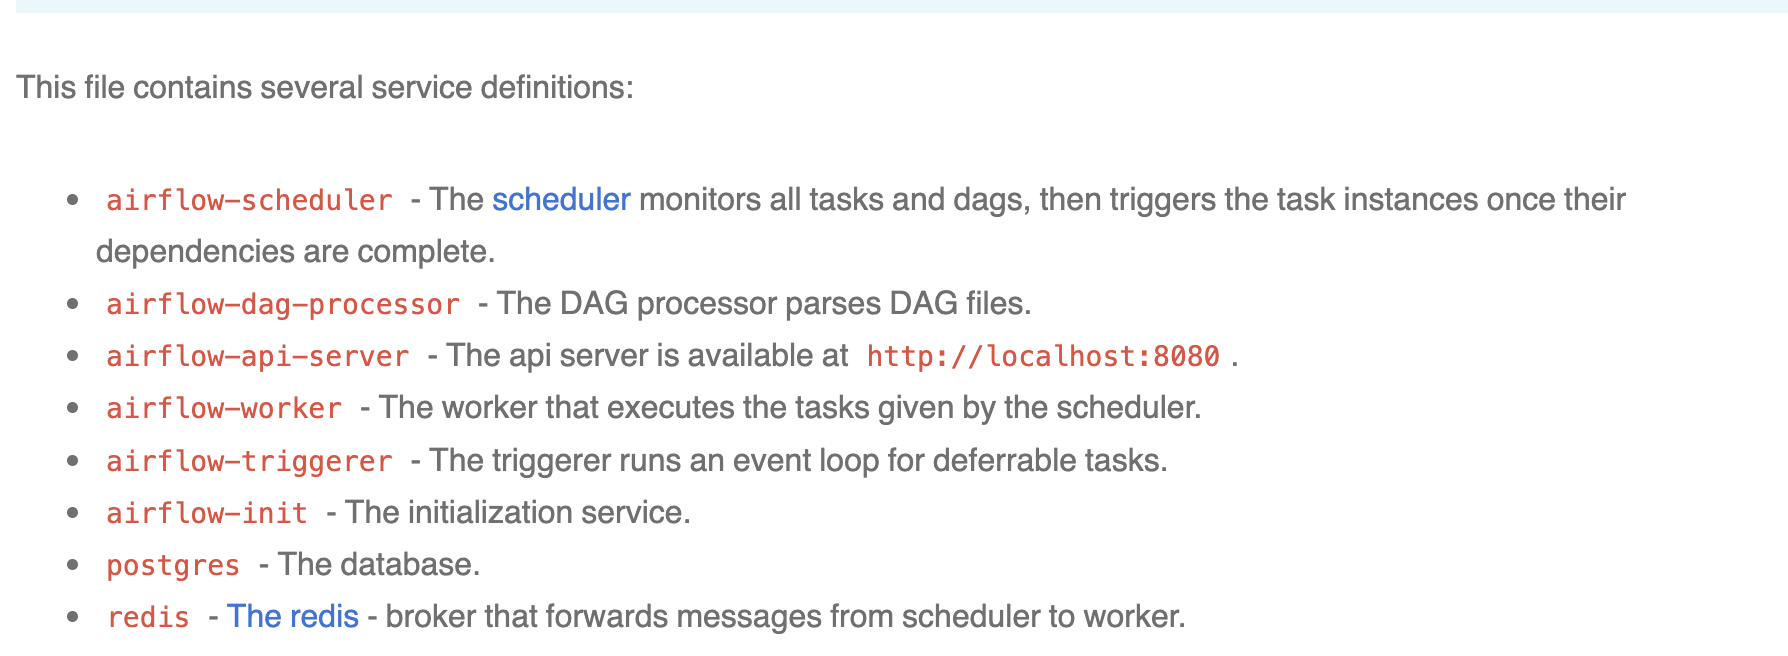 This file contains several service definitions:
• airflow-scheduler - The scheduler monitors all tasks and dags, then triggers the task instances once their
dependencies are complete.
• airflow-dag-processor - The DAG processor parses DAG files.
• airflow-api-server - The api server is available at http://localhost:8080 .
• airflow-worker - The worker that executes the tasks given by the scheduler.
• airflow-triggerer - The triggerer runs an event loop for deferrable tasks.
• airflow-init - The initialization service.
• postgres - The database.
• redis - The redis - broker that forwards messages from scheduler to worker.